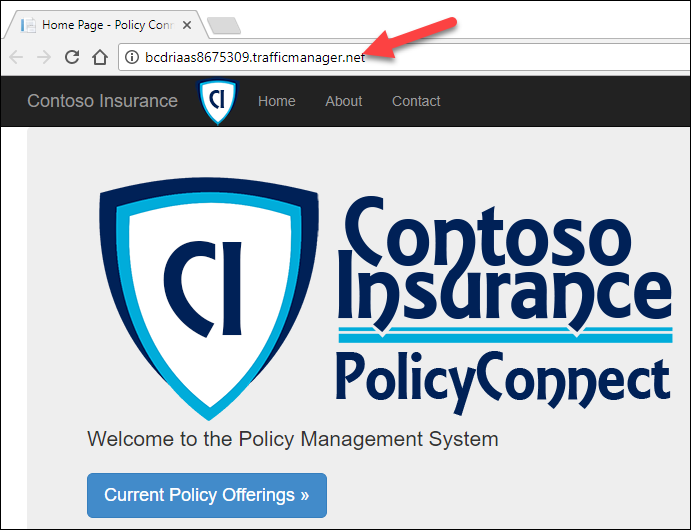 Home Page - Policy Conn
bcdriaas8675309.trafficmanager.net
Contoso Insurance CI Home About Contact
CI
Contoso
Insurance
PolicyConnect
Welcome to the Policy Management System
Current Policy Offerings »